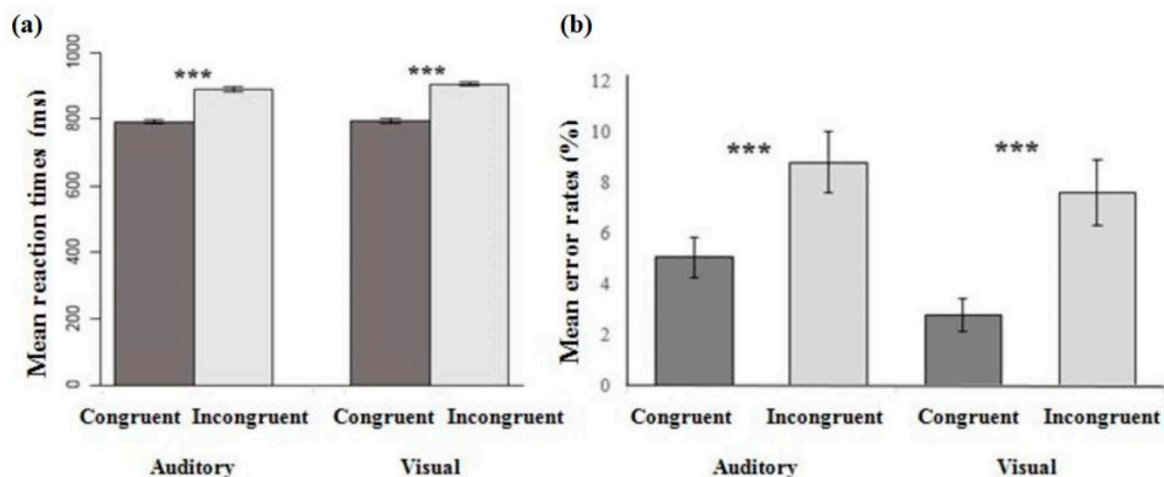 (a)
Mean reaction times (ms)
1000
800
600
400
200
0
***
***
Congruent Incongruent Congruent Incongruent
Auditory Visual
(b)
Mean error rates (%)
12
10
8
6
4
2
0
***
***
Congruent Incongruent Congruent Incongruent
Auditory Visual